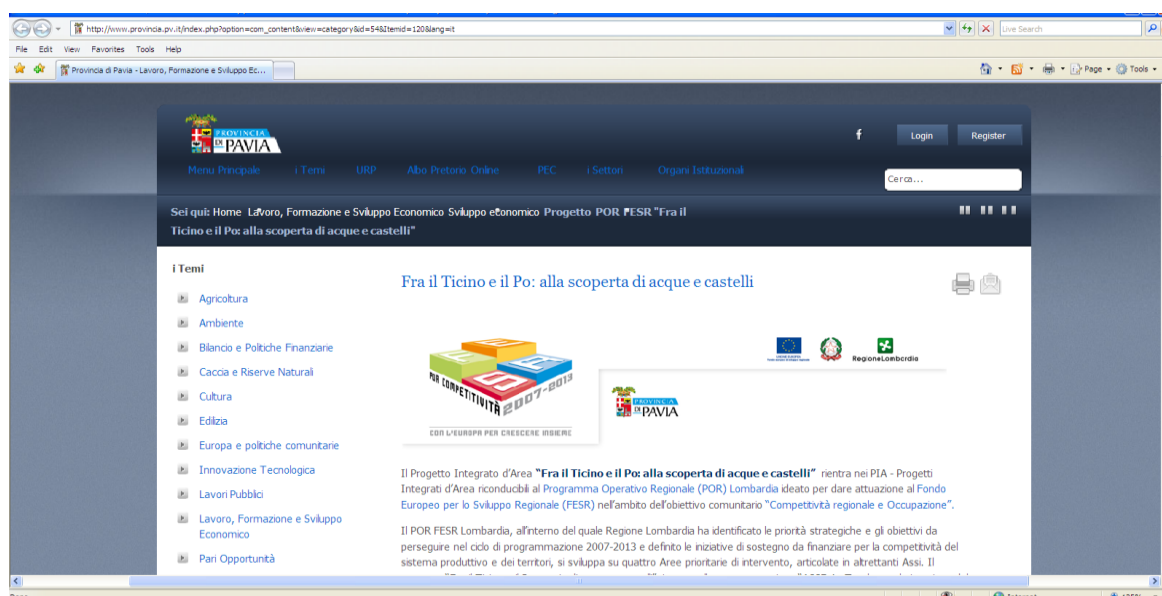 http://www.provincia.pv.it/index.php?option=com_content&view=category&id=54&Itemid=120&lang=it
Live Search
File Edit View Favorites Tools Help
Provincia di Pavia - Lavoro, Formazione e Sviluppo Ec...
Page Tools
PROVINCIA
DI PAVIA
f Login Register
Menu Principale i Temi URP Albo Pretorio Online PEC i Settori Organi Istituzionali
Cerca...
Sei qui: Home Lavoro, Formazione e Sviluppo Economico Sviluppo economico Progetto POR FESR "Fra il
Ticino e il Po: alla scoperta di acque e castelli"
i Temi
Agricoltura
Ambiente
Bilancio e Politiche Finanziarie
Caccia e Riserve Naturali
Cultura
Edilizia
Europa e politiche comunitarie
Innovazione Tecnologica
Lavori Pubblici
Lavoro, Formazione e Sviluppo
Economico
Pari Opportunità
Fra il Ticino e il Po: alla scoperta di acque e castelli
POR COMPETITIVITÀ 2007-2013
CON L'EUROPA PER CRESCERE INSIEME
RegioneLombardia
PROVINCIA
DI PAVIA
Il Progetto Integrato d'Area "Fra il Ticino e il Po: alla scoperta di acque e castelli" rientra nei PIA - Progetti
Integrati d'Area riconducibili al Programma Operativo Regionale (POR) Lombardia ideato per dare attuazione al Fondo
Europeo per lo Sviluppo Regionale (FESR) nell'ambito dell'obiettivo comunitario "Competitività regionale e Occupazione".
Il POR FESR Lombardia, all'interno del quale Regione Lombardia ha identificato le priorità strategiche e gli obiettivi da
perseguire nel ciclo di programmazione 2007-2013 e definito le iniziative di sostegno da finanziare per la competitività del
sistema produttivo e dei territori, si sviluppa su quattro Aree prioritarie di intervento, articolate in altrettanti Assi. Il